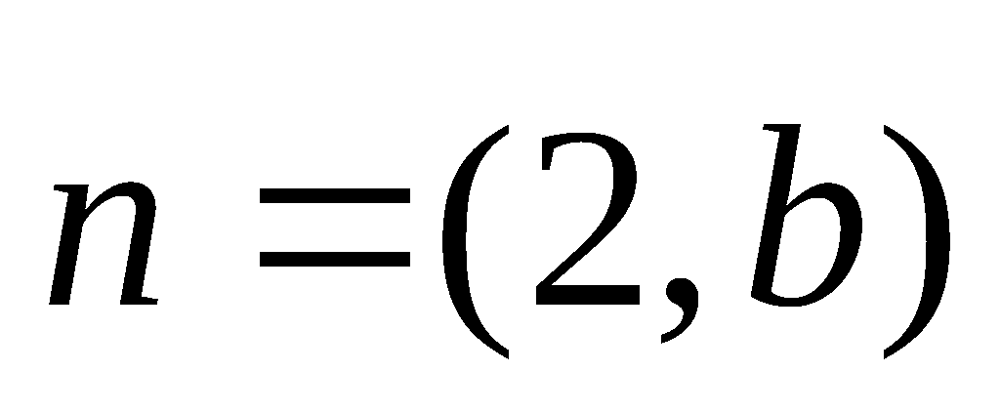 n = (2, b)